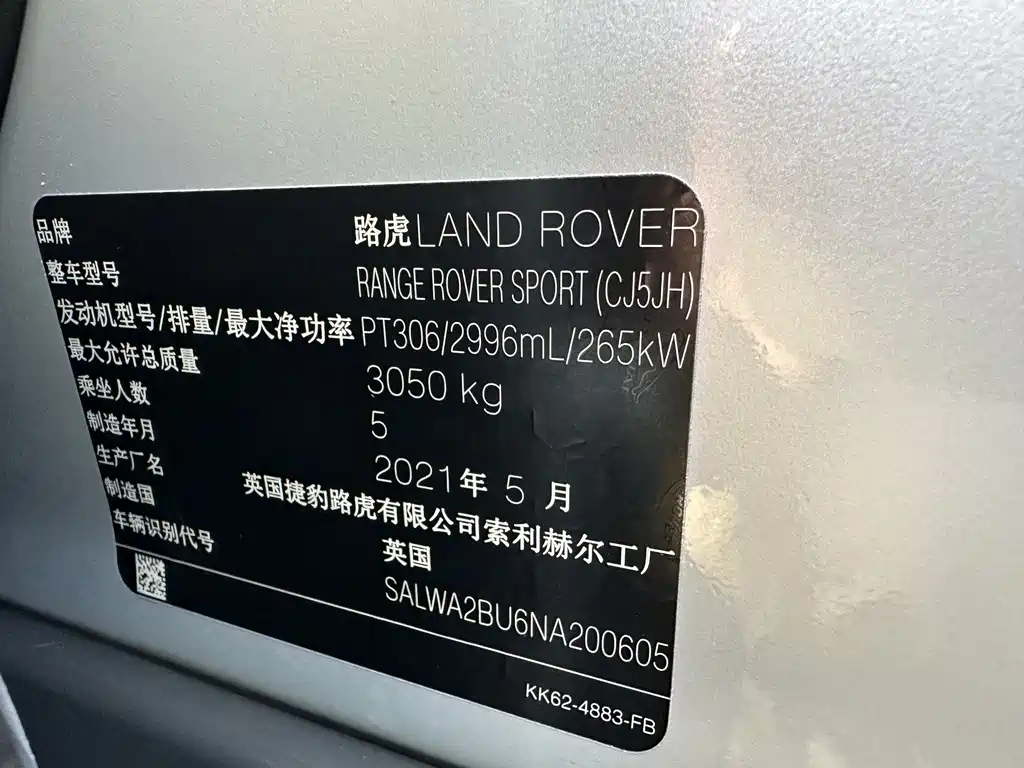 品牌 路虎LAND ROVER
整车型号 RANGE ROVER SPORT (CJ5JH)
发动机型号/排量/最大净功率 PT306/2996mL/265kW
最大允许总质量 3050 kg
乘坐人数 5
制造年月 2021年 5 月
生产厂名 英国捷豹路虎有限公司索利赫尔工厂
制造国 英国
车辆识别代号 SALWA2BU6NA200605
KK62-4883-FB